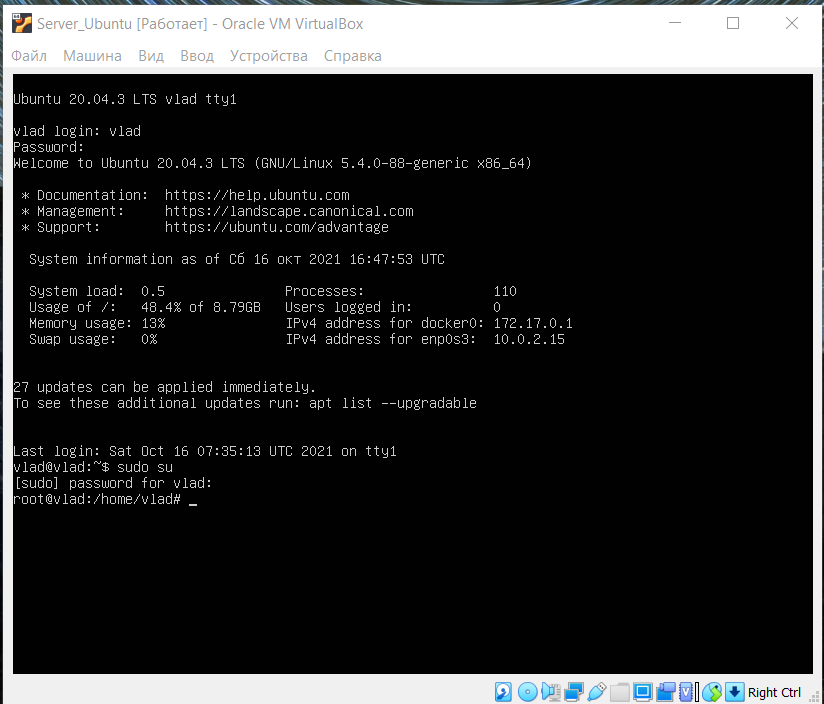 Server_Ubuntu [Работает] - Oracle VM VirtualBox
Файл Машина Вид Ввод Устройства Справка
Ubuntu 20.04.3 LTS vlad tty1
vlad login: vlad
Password:
Welcome to Ubuntu 20.04.3 LTS (GNU/Linux 5.4.0-88-generic x86_64)
* Documentation: https://help.ubuntu.com
* Management: https://landscape.canonical.com
* Support: https://ubuntu.com/advantage
System information as of Сб 16 окт 2021 16:47:53 UTC
System load: 0.5 Processes: 110
Usage of /: 48.4% of 8.79GB Users logged in: 0
Memory usage: 13% IPv4 address for docker0: 172.17.0.1
Swap usage: 0% IPv4 address for enp0s3: 10.0.2.15
27 updates can be applied immediately.
To see these additional updates run: apt list --upgradable
Last login: Sat Oct 16 07:35:13 UTC 2021 on tty1
vlad@vlad:~$ sudo su
[sudo] password for vlad:
root@vlad:/home/vlad# _
Right Ctrl